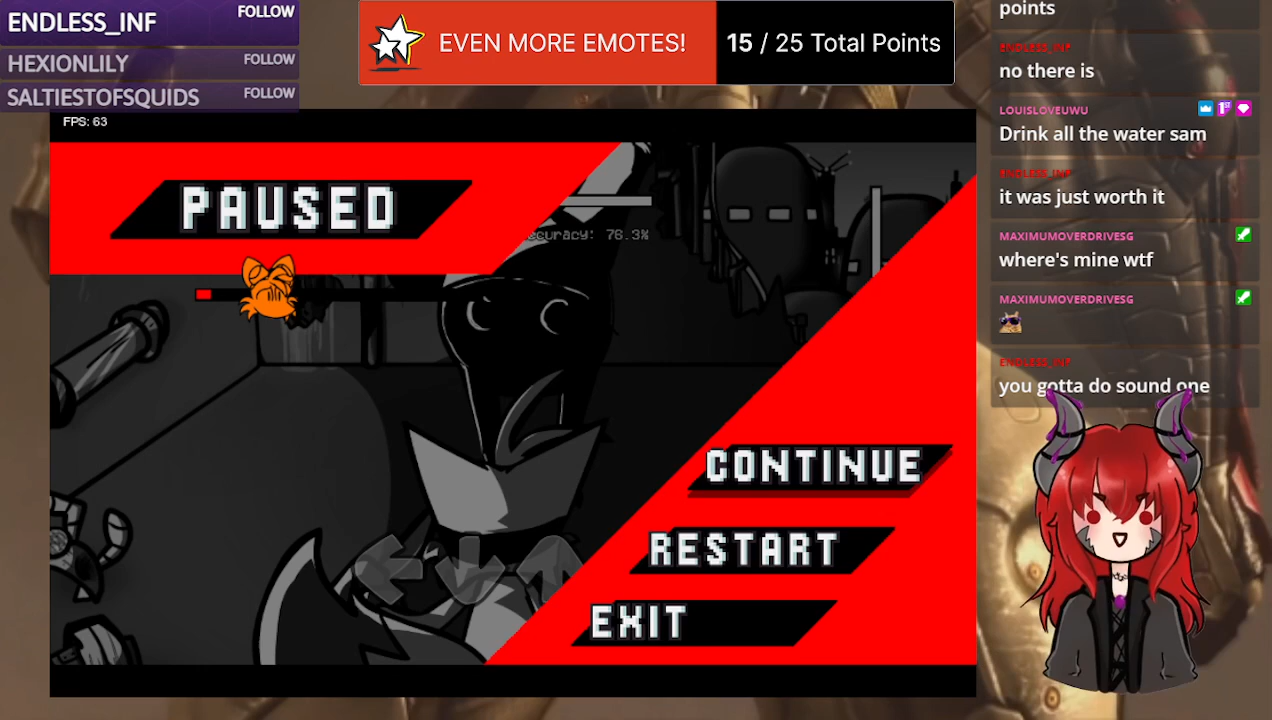 ENDLESS_INF FOLLOW
HEXIONLILY FOLLOW
SALTIESTOFSQUIDS FOLLOW
EVEN MORE EMOTES! 15 / 25 Total Points
FPS: 63
PAUSED
ccuracy: 76.3%
CONTINUE
RESTART
EXIT
points
ENDLESS_INF
no there is
LOUISLOVEUWU
Drink all the water sam
ENDLESS_INF
it was just worth it
MAXIMUMOVERDRIVESG
where's mine wtf
MAXIMUMOVERDRIVESG
ENDLESS_INF
you gotta do sound one